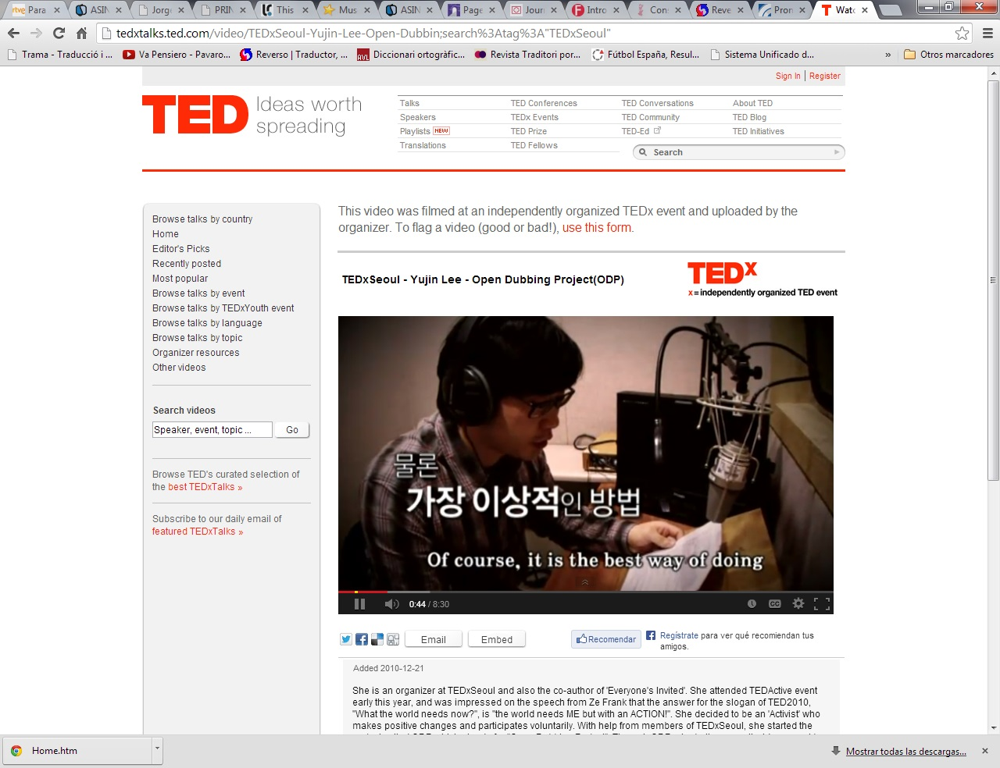 Para
ASIN
Jorge
PRIN
This
Mus
ASIN
Page
Journ
Intro
Cons
Reve
Pron
Watc
tedxtalks.ted.com/video/TEDxSeoul-Yujin-Lee-Open-Dubbin;search%3Atag%3A"TEDxSeoul"
Trama - Traducció i ...
Va Pensiero - Pavaro...
Reverso | Traductor, ...
Diccionari ortogràfic...
Revista Traditori por...
Fútbol España, Resul...
Sistema Unificado d...
»
Otros marcadores
Sign In | Register
TED Ideas worth
spreading
Talks
TED Conferences
TED Conversations
About TED
Speakers
TEDx Events
TED Community
TED Blog
Playlists NEW
TED Prize
TED-Ed
TED Initiatives
Translations
TED Fellows
Search
Browse talks by country
Home
Editor's Picks
Recently posted
Most popular
Browse talks by event
Browse talks by TEDxYouth event
Browse talks by language
Browse talks by topic
Organizer resources
Other videos
Search videos
Speaker, event, topic ...
Go
Browse TED's curated selection of
the best TEDxTalks »
Subscribe to our daily email of
featured TEDxTalks »
This video was filmed at an independently organized TEDx event and uploaded by the
organizer. To flag a video (good or bad!), use this form.
TEDxSeoul - Yujin Lee - Open Dubbing Project(ODP)
TEDx
x = independently organized TED event
물론
가장 이상적인 방법
Of course, it is the best way of doing
0:44 / 8:30
CC
Email
Embed
Recomendar
Regístrate para ver qué recomiendan tus
amigos.
Added 2010-12-21
She is an organizer at TEDxSeoul and also the co-author of 'Everyone's Invited'. She attended TEDActive event
early this year, and was impressed on the speech from Ze Frank that the answer for the slogan of TED2010,
"What the world needs now?", is "the world needs ME but with an ACTION!". She decided to be an 'Activist' who
makes positive changes and participates voluntarily. With help from members of TEDxSeoul, she started the
Home.htm
Mostrar todas las descargas...